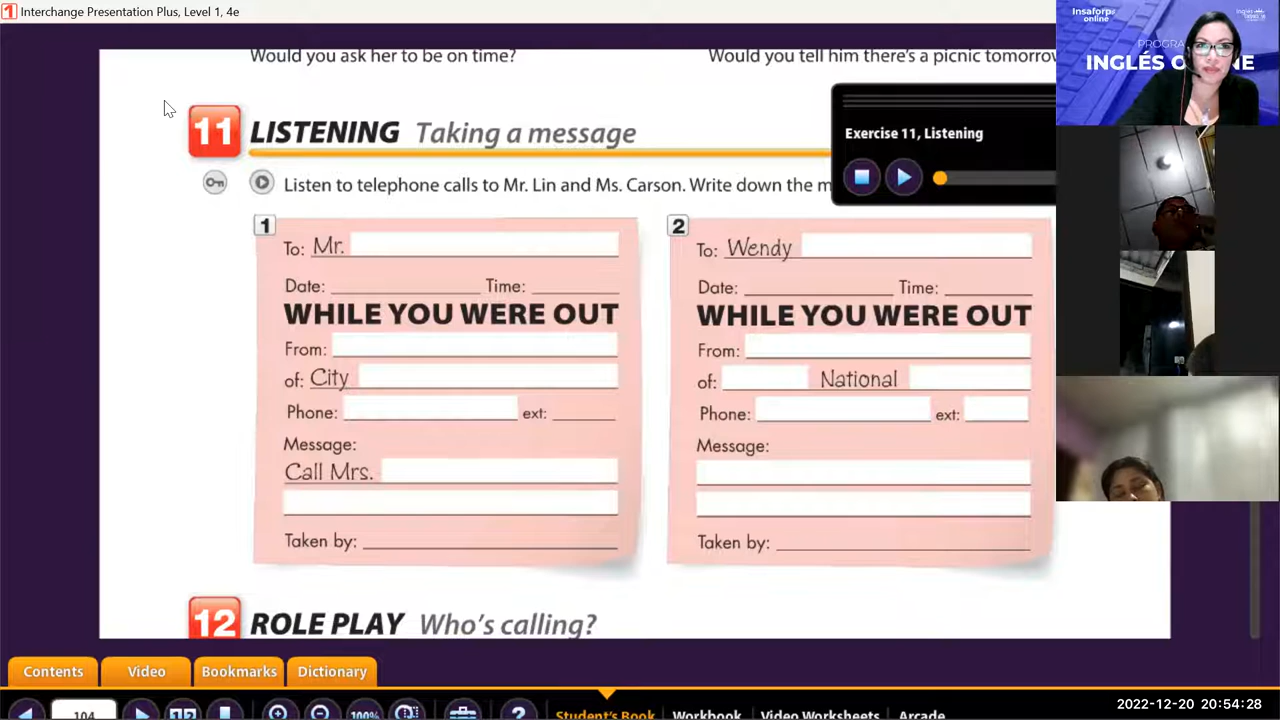 Interchange Presentation Plus, Level 1, 4e
Would you ask her to be on time?
Would you tell him there's a picnic tomorrow
11 LISTENING Taking a message
Exercise 11, Listening
Listen to telephone calls to Mr. Lin and Ms. Carson. Write down the m
1
To: Mr.
Date: Time:
WHILE YOU WERE OUT
From:
of: City
Phone: ext:
Message:
Call Mrs.
Taken by:
2
To: Wendy
Date: Time:
WHILE YOU WERE OUT
From:
of: National
Phone: ext:
Message:
Taken by:
12 ROLE PLAY Who's calling?
Contents Video Bookmarks Dictionary
104 100% Student's Book Workbook Video Worksheets Arcade
Insaforp
online
INGLÉS
2022-12-20 20:54:28